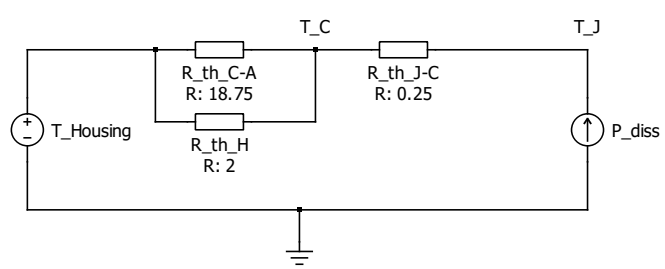 T_C
T_J
R_th_C-A
R: 18.75
R_th_J-C
R: 0.25
+
−
T_Housing
R_th_H
R: 2
P_diss